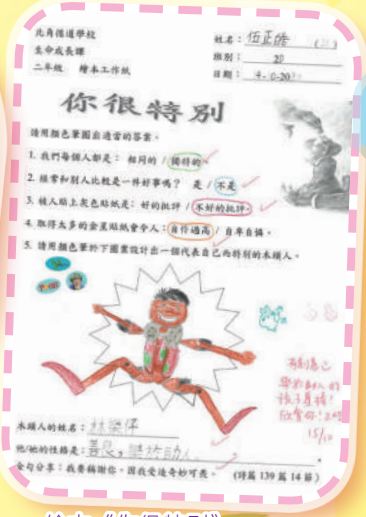 北角循道學校
生命成長課
二年級 繪本工作紙
姓名：伍正皓
班別：2D
日期：4-
你很特別
請用顏色筆圈出適當的答案。
1. 我們每個人都是： 相同的 / 獨特的。
2. 經常和別人比較是一件好事嗎？ 是 / 不是
3. 被人貼上灰色貼紙是：好的批評 / 不好的批評。
4. 取得太多的金星貼紙會令人：自恃過高 / 自卑自憐。
5. 請用顏色筆於下圖畫設計出一個代表自己而特別的木頭人。
木頭人的姓名：林樂仔
他/她的性格是：善良，樂於助人
金句分享：我要稱謝你，因我受造奇妙可畏。 (詩篇 139 篇 14 節)
欣賞你！
15/10